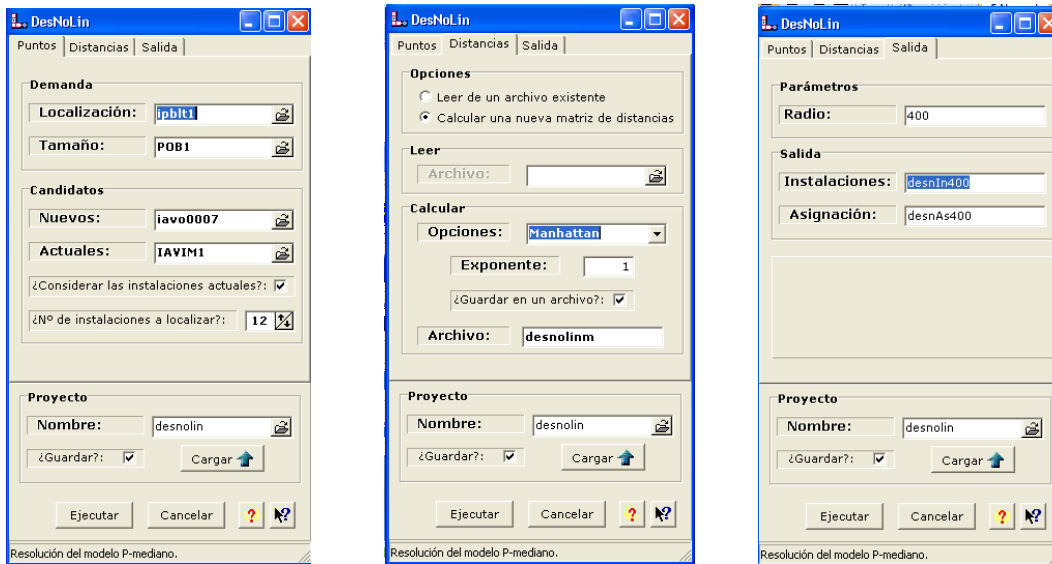 DesNoLin
Puntos Distancias Salida
Demanda
Localización: ipblt1
Tamaño: POB1
Candidatos
Nuevos: iavo0007
Actuales: IAVIM1
¿Considerar las instalaciones actuales?:
¿Nº de instalaciones a localizar?: 12
Proyecto
Nombre: desnolin
¿Guardar?: Cargar
Ejecutar Cancelar ?
Resolución del modelo P-mediano.
DesNoLin
Puntos Distancias Salida
Opciones
Leer de un archivo existente
Calcular una nueva matriz de distancias
Leer
Archivo:
Calcular
Opciones: Manhattan
Exponente: 1
¿Guardar en un archivo?:
Archivo: desnolinm
Proyecto
Nombre: desnolin
¿Guardar?: Cargar
Ejecutar Cancelar ?
Resolución del modelo P-mediano.
DesNoLin
Puntos Distancias Salida
Parámetros
Radio: 400
Salida
Instalaciones: desnIn400
Asignación: desnAs400
Proyecto
Nombre: desnolin
¿Guardar?: Cargar
Ejecutar Cancelar ?
Resolución del modelo P-mediano.